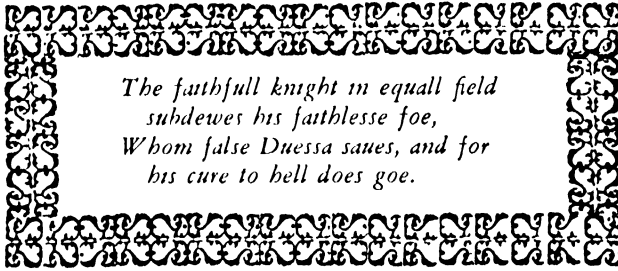 The faithfull knight in equall field
subdewes his faithlesse foe,
Whom false Duessa saues, and for
his cure to hell does goe.